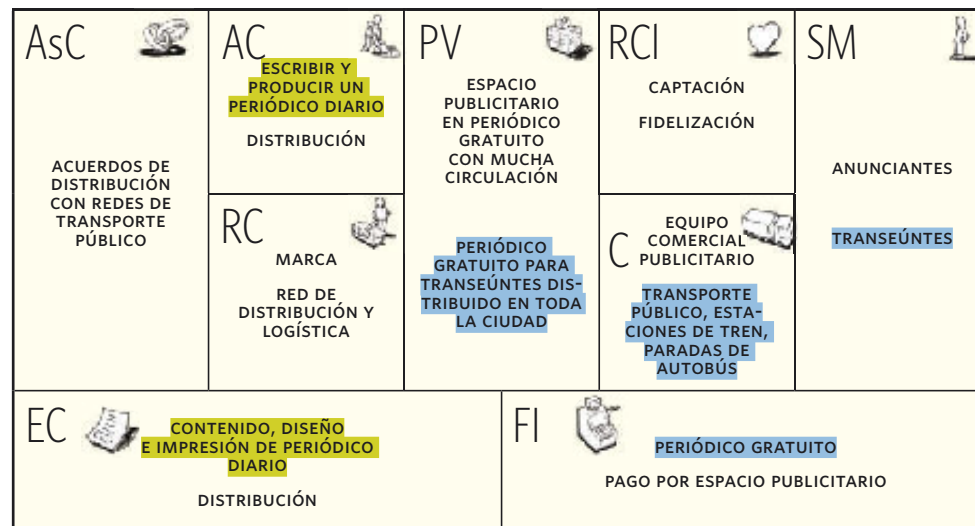 AsC
ACUERDOS DE
DISTRIBUCIÓN
CON REDES DE
TRANSPORTE
PÚBLICO
AC
ESCRIBIR Y
PRODUCIR UN
PERIÓDICO DIARIO
DISTRIBUCIÓN
RC
MARCA
RED DE
DISTRIBUCIÓN Y
LOGÍSTICA
PV
ESPACIO
PUBLICITARIO
EN PERIÓDICO
GRATUITO
CON MUCHA
CIRCULACIÓN
PERIÓDICO
GRATUITO PARA
TRANSEÚNTES DIS-
TRIBUIDO EN TODA
LA CIUDAD
RCl
CAPTACIÓN
FIDELIZACIÓN
C
EQUIPO
COMERCIAL
PUBLICITARIO
TRANSPORTE
PÚBLICO, ESTA-
CIONES DE TREN,
PARADAS DE
AUTOBÚS
SM
ANUNCIANTES
TRANSEÚNTES
EC
CONTENIDO, DISEÑO
E IMPRESIÓN DE PERIÓDICO
DIARIO
DISTRIBUCIÓN
FI
PERIÓDICO GRATUITO
PAGO POR ESPACIO PUBLICITARIO